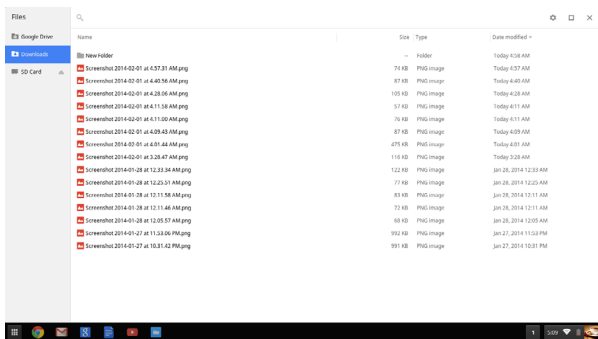 Files
Google Drive
Downloads
SD Card
Name Size Type Date modified
New Folder -- Folder Today 4:58 AM
Screenshot 2014-02-01 at 4.57.31 AM.png 74 KB PNG image Today 4:57 AM
Screenshot 2014-02-01 at 4.40.56 AM.png 87 KB PNG image Today 4:40 AM
Screenshot 2014-02-01 at 4.28.06 AM.png 105 KB PNG image Today 4:28 AM
Screenshot 2014-02-01 at 4.11.58 AM.png 57 KB PNG image Today 4:11 AM
Screenshot 2014-02-01 at 4.11.00 AM.png 76 KB PNG image Today 4:11 AM
Screenshot 2014-02-01 at 4.09.43 AM.png 87 KB PNG image Today 4:09 AM
Screenshot 2014-02-01 at 4.01.44 AM.png 475 KB PNG image Today 4:01 AM
Screenshot 2014-02-01 at 3.28.47 AM.png 116 KB PNG image Today 3:28 AM
Screenshot 2014-01-28 at 12.33.34 AM.png 122 KB PNG image Jan 28, 2014 12:33 AM
Screenshot 2014-01-28 at 12.25.51 AM.png 77 KB PNG image Jan 28, 2014 12:25 AM
Screenshot 2014-01-28 at 12.11.58 AM.png 83 KB PNG image Jan 28, 2014 12:11 AM
Screenshot 2014-01-28 at 12.11.46 AM.png 72 KB PNG image Jan 28, 2014 12:11 AM
Screenshot 2014-01-28 at 12.05.57 AM.png 68 KB PNG image Jan 28, 2014 12:05 AM
Screenshot 2014-01-27 at 11.53.06 PM.png 992 KB PNG image Jan 27, 2014 11:53 PM
Screenshot 2014-01-27 at 10.31.42 PM.png 991 KB PNG image Jan 27, 2014 10:31 PM
8 1 5:09